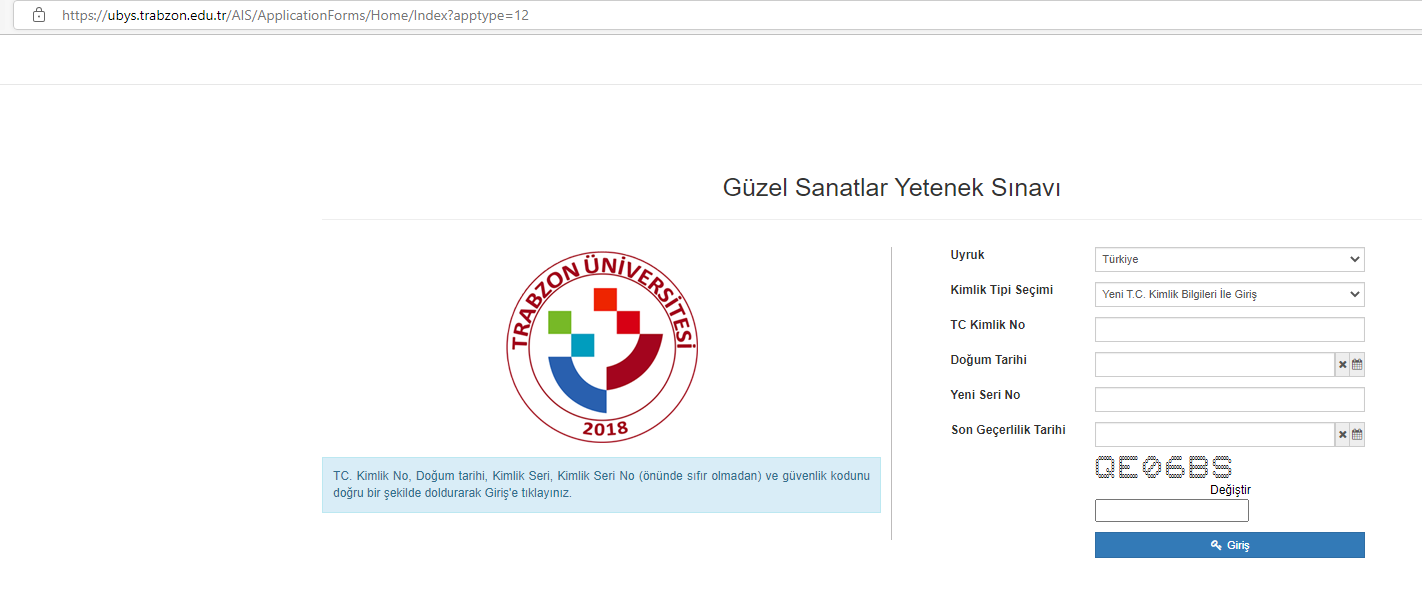 https://ubys.trabzon.edu.tr/AIS/ApplicationForms/Home/Index?apptype=12
Güzel Sanatlar Yetenek Sınavı
TRABZON ÜNİVERSİTESİ
2018
TC. Kimlik No, Doğum tarihi, Kimlik Seri, Kimlik Seri No (önünde sıfır olmadan) ve güvenlik kodunu
doğru bir şekilde doldurarak Giriş'e tıklayınız.
Uyruk
Türkiye
Kimlik Tipi Seçimi
Yeni T.C. Kimlik Bilgileri İle Giriş
TC Kimlik No
Doğum Tarihi
Yeni Seri No
Son Geçerlilik Tarihi
QE06BS
Değiştir
Giriş